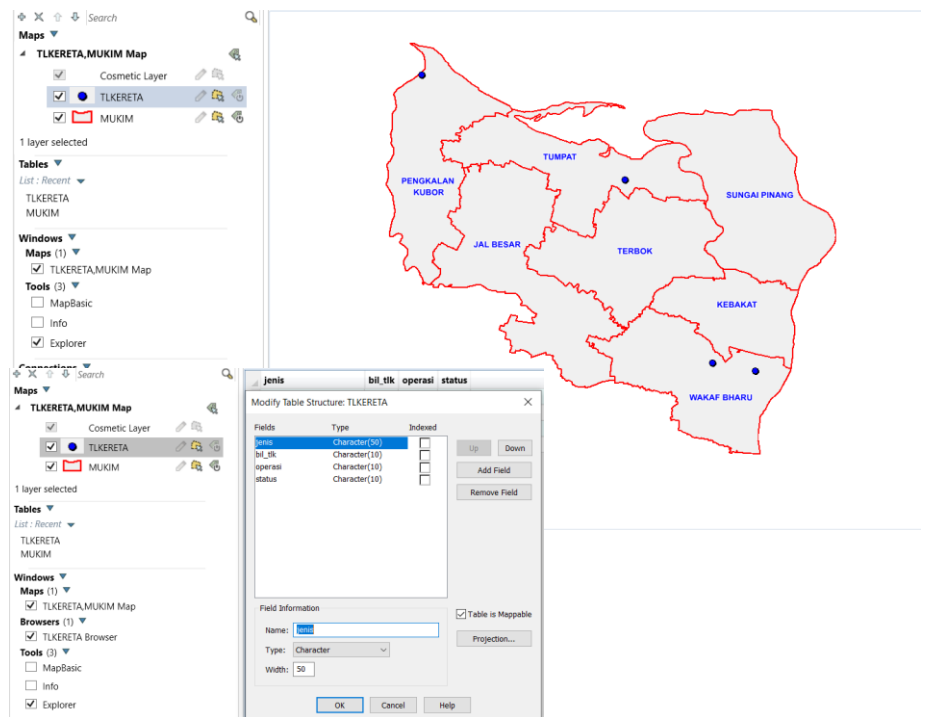 Search
Maps
TLKERETA,MUKIM Map
Cosmetic Layer
TLKERETA
MUKIM
1 layer selected
Tables
List : Recent
TLKERETA
MUKIM
Windows
Maps (1)
TLKERETA,MUKIM Map
Tools (3)
MapBasic
Info
Explorer
Connections
TUMPAT
PENGKALAN
KUBOR
SUNGAI PINANG
JAL BESAR
TERBOK
KEBAKAT
WAKAF BHARU
Search
Maps
TLKERETA,MUKIM Map
Cosmetic Layer
TLKERETA
MUKIM
1 layer selected
Tables
List : Recent
TLKERETA
MUKIM
Windows
Maps (1)
TLKERETA,MUKIM Map
Browsers (1)
TLKERETA Browser
Tools (3)
MapBasic
Info
Explorer
jenis bil_tlk operasi status
Modify Table Structure: TLKERETA
Fields Type Indexed
jenis Character(50)
bil_tlk Character(10)
operasi Character(10)
status Character(10)
Up Down
Add Field
Remove Field
Field Information
Name: jenis
Type: Character
Width: 50
Table is Mappable
Projection...
OK Cancel Help